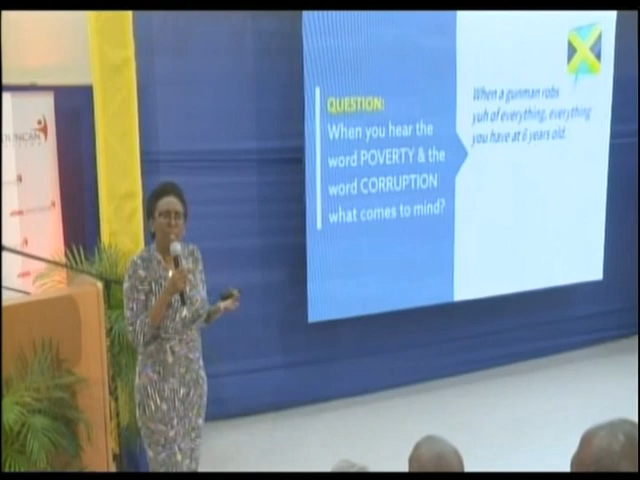 DUNCAN
QUESTION:
When you hear the
word POVERTY & the
word CORRUPTION
what comes to mind?
When a gunman robs
yuh of everything, everything
you have at 6 years old.